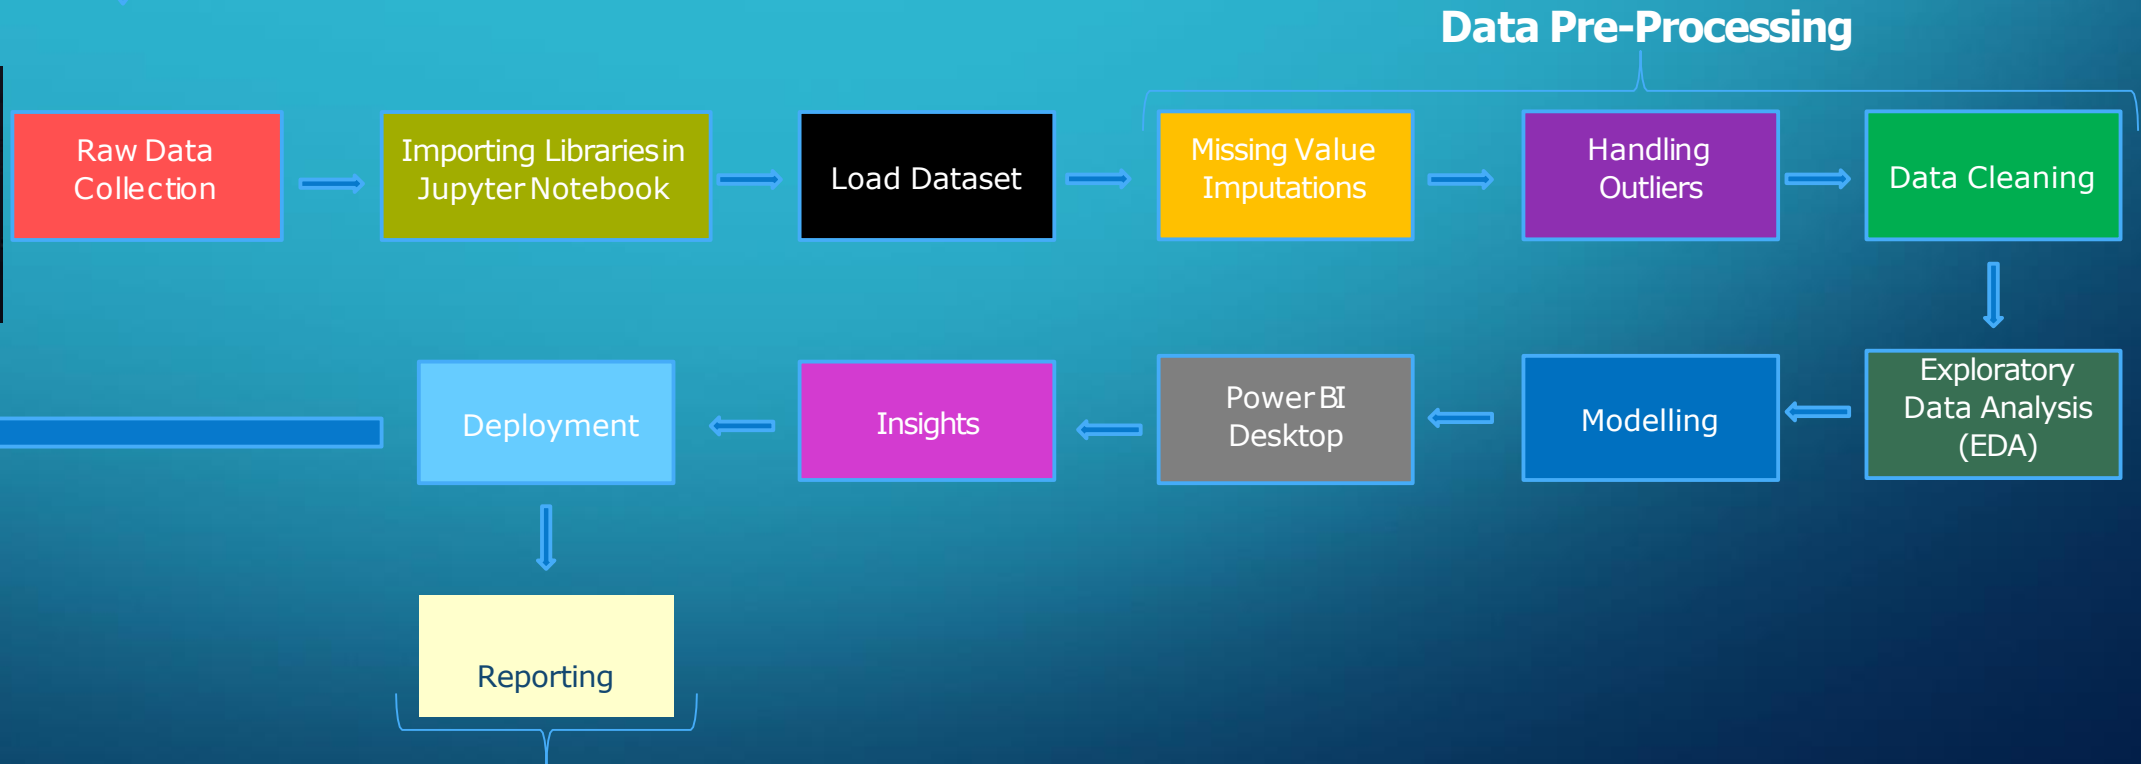 Data Pre-Processing
Raw Data
Collection
Importing Libraries in
Jupyter Notebook
Load Dataset
Missing Value
Imputations
Handling
Outliers
Data Cleaning
Exploratory
Data Analysis
(EDA)
Modelling
Power BI
Desktop
Insights
Deployment
Reporting